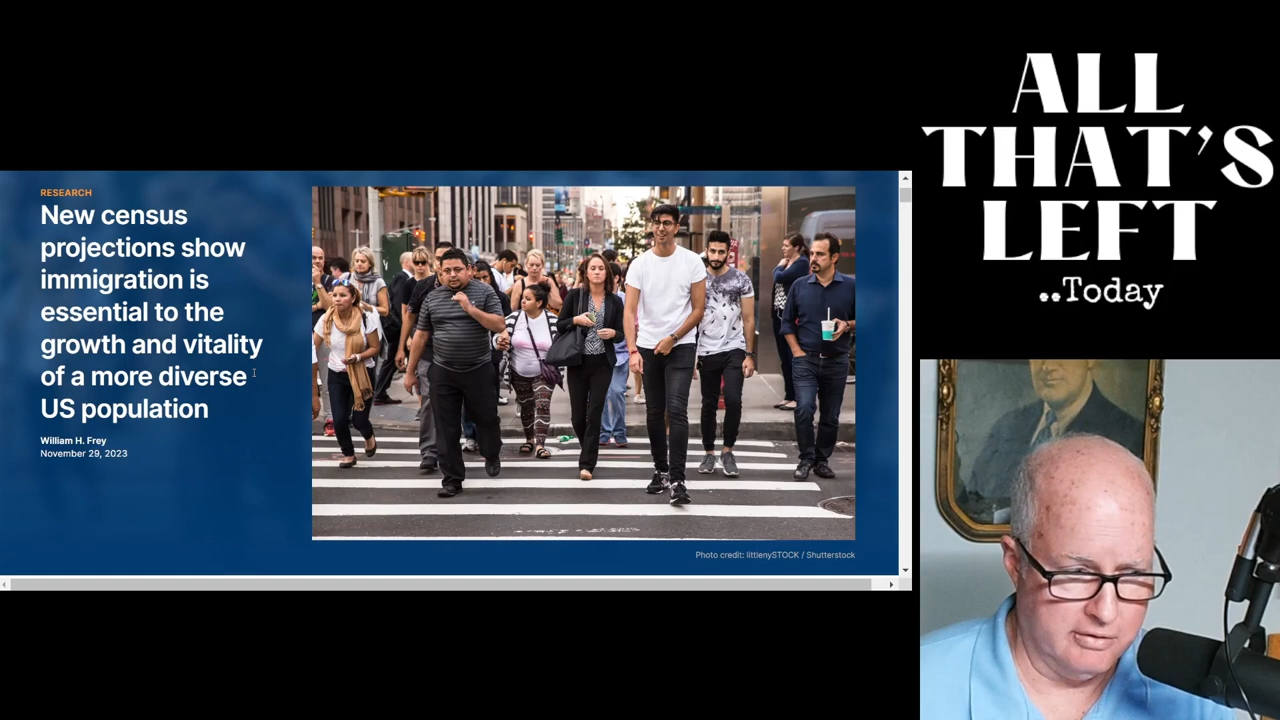 RESEARCH
New census
projections show
immigration is
essential to the
growth and vitality
of a more diverse
US population
William H. Frey
November 29, 2023
Photo credit: littlenySTOCK / Shutterstock
ALL
THAT'S
LEFT
..Today